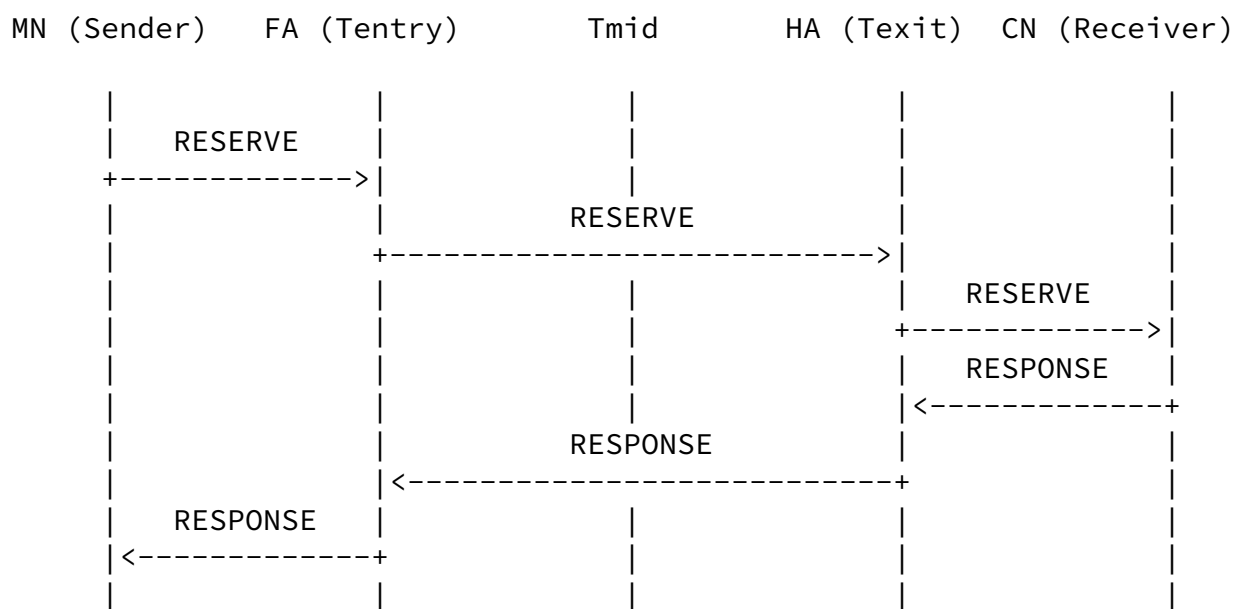 MN (Sender) FA (Tentry) Tmid HA (Texit) CN (Receiver)
RESERVE
RESERVE
RESERVE
RESPONSE
RESPONSE
RESPONSE